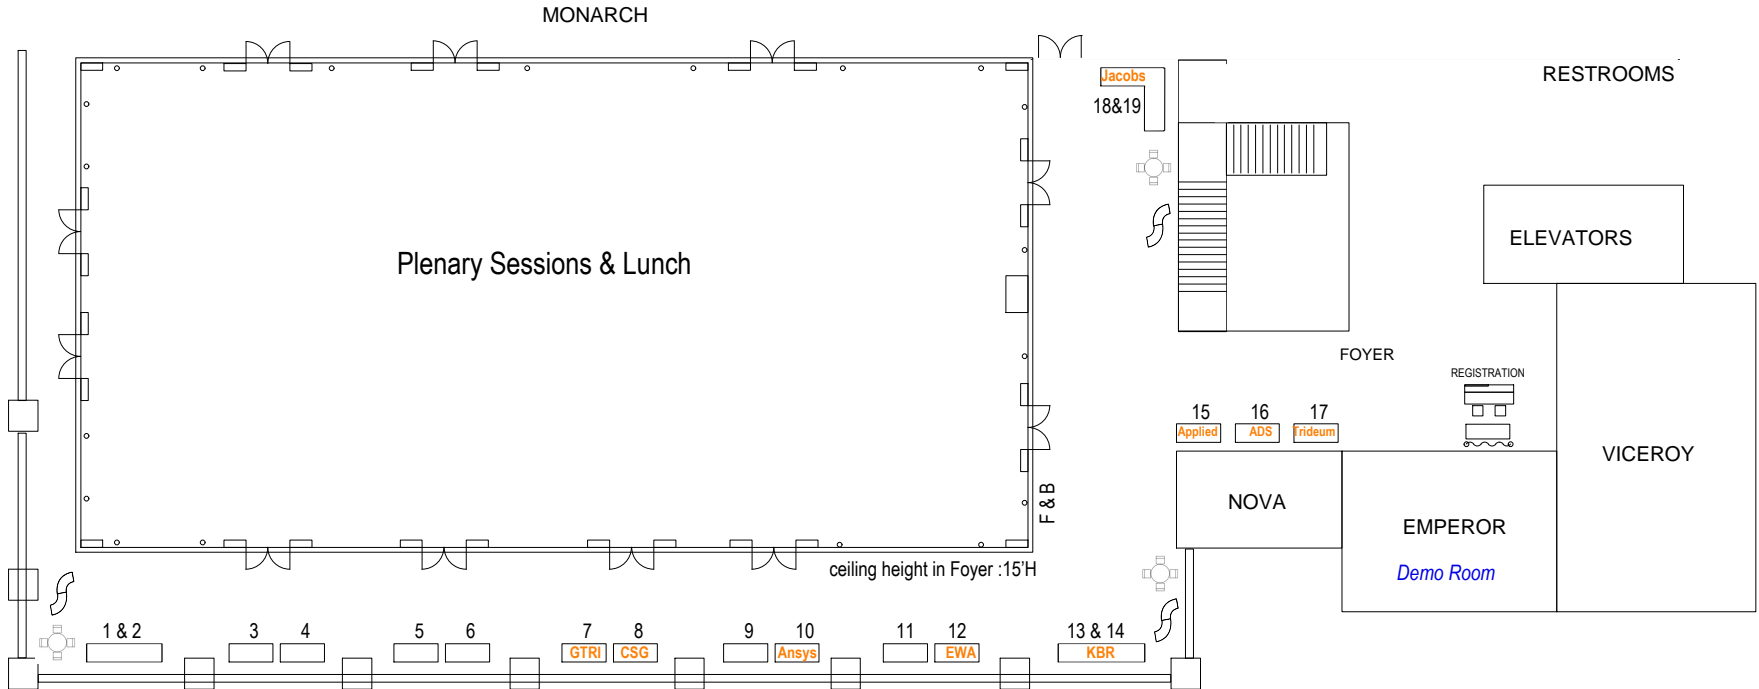 MONARCH
RESTROOMS
Jacobs
18&19
ELEVATORS
Plenary Sessions & Lunch
FOYER
REGISTRATION
15
16
17
Applied
ADS
Trideum
VICEROY
NOVA
F & B
EMPEROR
Demo Room
ceiling height in Foyer :15'H
1 & 2
3
4
5
6
7
8
9
10
11
12
13 & 14
GTRI
CSG
Ansys
EWA
KBR